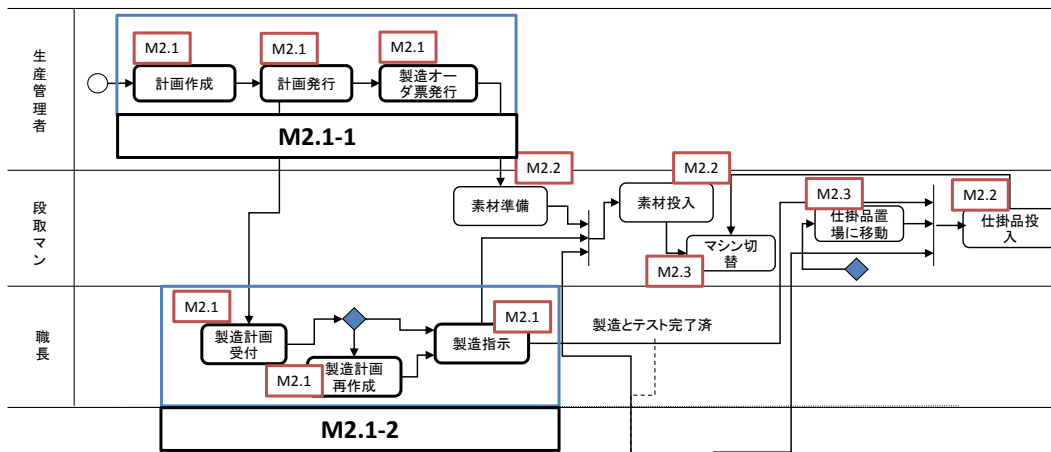 生産管理者
M2.1
計画作成
M2.1
計画発行
M2.1
製造オー
ダ票発行
M2.1-1
段取マン
M2.2
素材準備
M2.2
素材投入
M2.3
マシン切
替
M2.3
仕掛品置
場に移動
M2.2
仕掛品投
入
職長
M2.1
製造計画
受付
M2.1
製造計画
再作成
M2.1
製造指示
製造とテスト完了済
M2.1-2